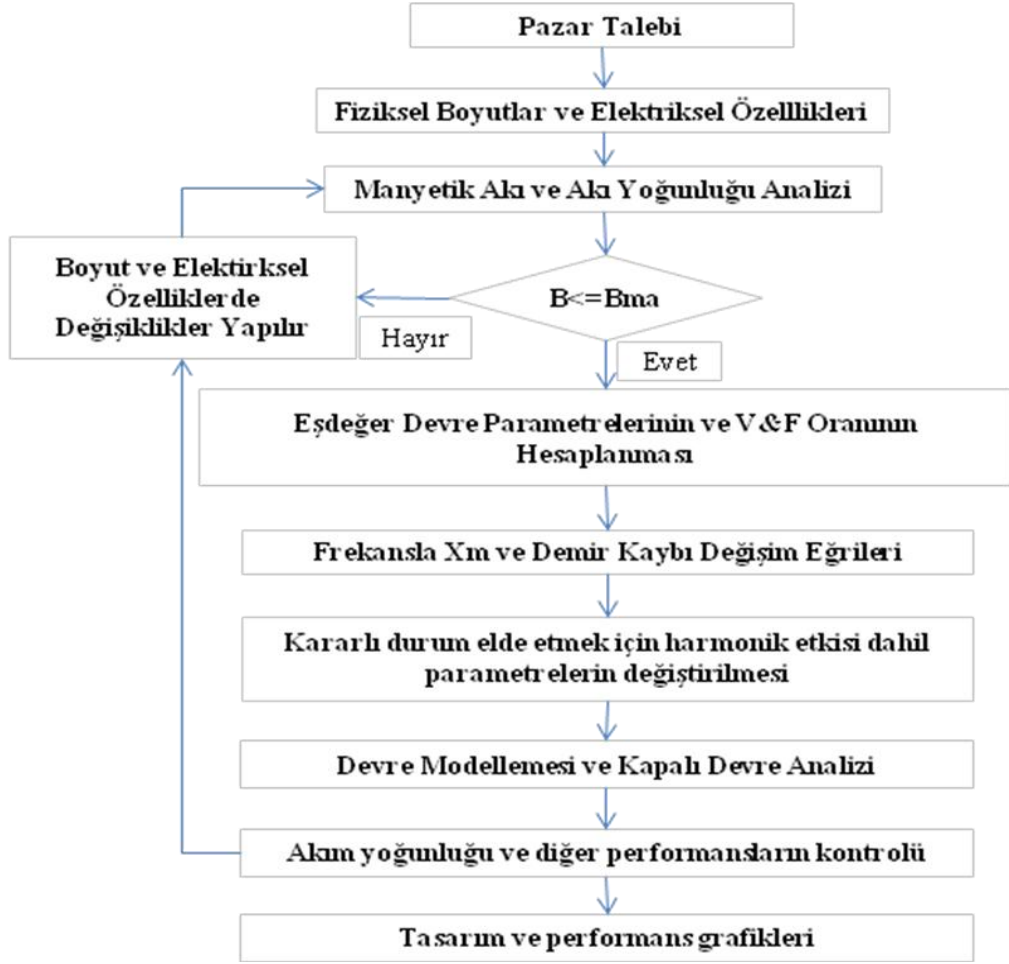 Pazar Talebi
Fiziksel Boyutlar ve Elektriksel Özelllikleri
Manyetik Akı ve Akı Yoğunluğu Analizi
Boyut ve Elektirksel
Özelliklerde
Değişiklikler Yapılır
B<=Bma
Hayır
Evet
Eşdeğer Devre Parametrelerinin ve V&F Oranının
Hesaplanması
Frekansla Xm ve Demir Kaybı Değişim Eğrileri
Kararlı durum elde etmek için harmonik etkisi dahil
parametrelerin değiştirilmesi
Devre Modellemesi ve Kapalı Devre Analizi
Akım yoğunluğu ve diğer performansların kontrolü
Tasarım ve performans grafikleri